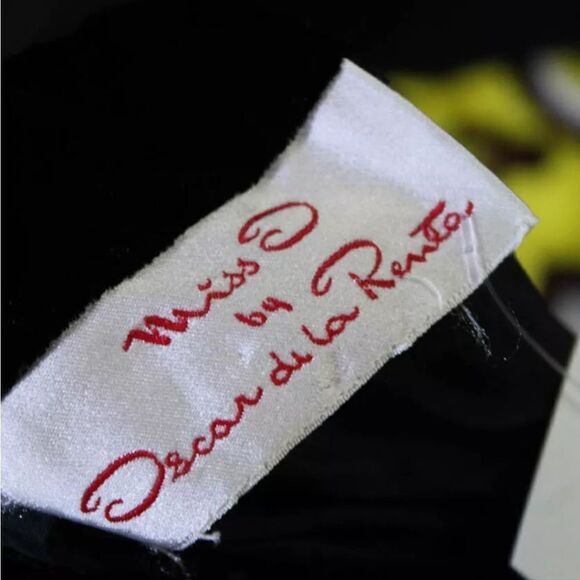 Miss O
by
Oscar de la Renta